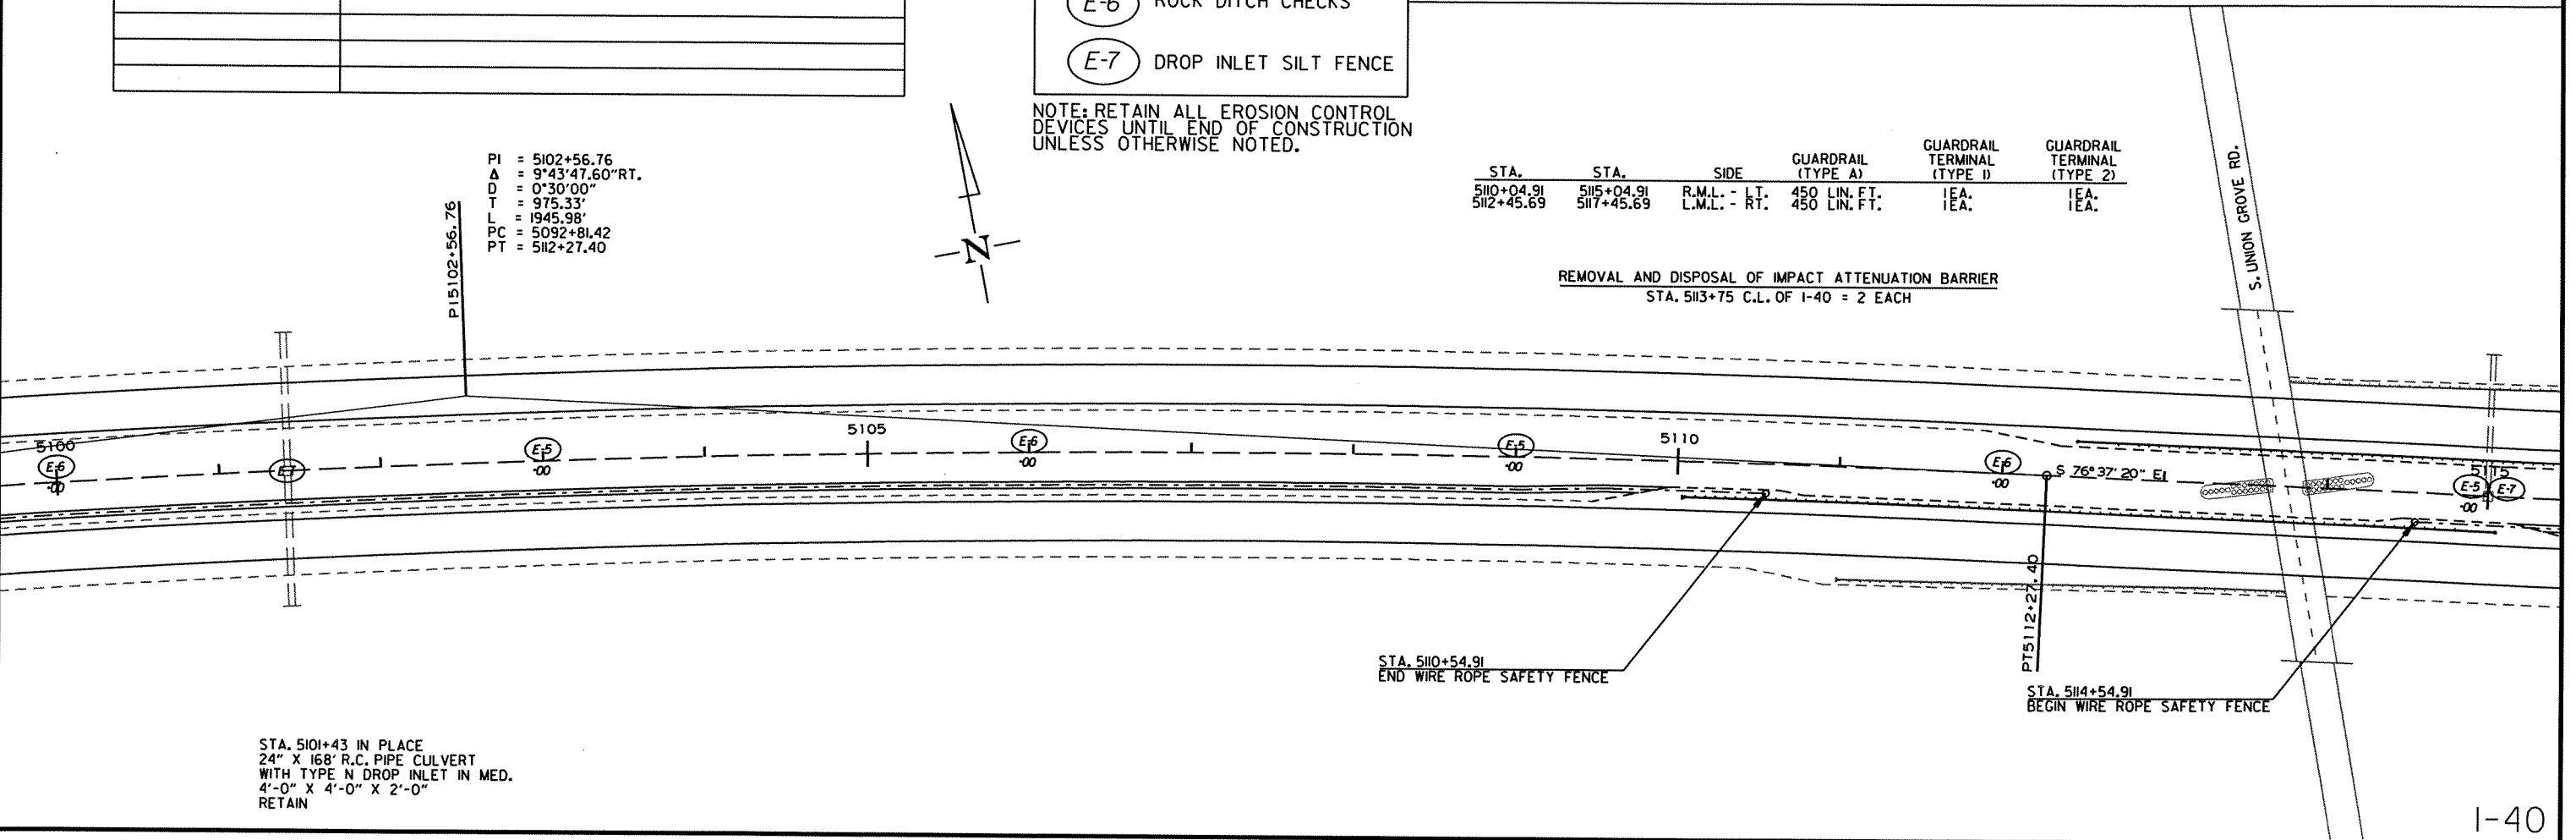 E-6 ROCK DITCH CHECKS
E-7 DROP INLET SILT FENCE
NOTE: RETAIN ALL EROSION CONTROL
DEVICES UNTIL END OF CONSTRUCTION
UNLESS OTHERWISE NOTED.
PI = 5102+56.76
Δ = 9°43'47.60"RT.
D = 0°30'00"
T = 975.33'
L = 1945.98'
PC = 5092+81.42
PT = 5112+27.40
PI5102+56.76
N
STA. STA. SIDE GUARDRAIL (TYPE A) GUARDRAIL TERMINAL (TYPE 1) GUARDRAIL TERMINAL (TYPE 2)
5110+04.91 5115+04.91 R.M.L. - LT. 450 LIN. FT. 1 EA. 1 EA.
5112+45.69 5117+45.69 L.M.L. - RT. 450 LIN. FT. 1 EA. 1 EA.
REMOVAL AND DISPOSAL OF IMPACT ATTENUATION BARRIER
STA. 5113+75 C.L. OF I-40 = 2 EACH
S. UNION GROVE RD.
5100
E-6
.00
E-7
E-5
.00
5105
E-6
.00
E-5
.00
5110
E-6
.00
S 76°37'20" E
5115
E-5 E-7
.00
PT5112+27.40
STA. 5110+54.91
END WIRE ROPE SAFETY FENCE
STA. 5114+54.91
BEGIN WIRE ROPE SAFETY FENCE
STA. 5101+43 IN PLACE
24" X 168' R.C. PIPE CULVERT
WITH TYPE N DROP INLET IN MED.
4'-0" X 4'-0" X 2'-0"
RETAIN
I-40